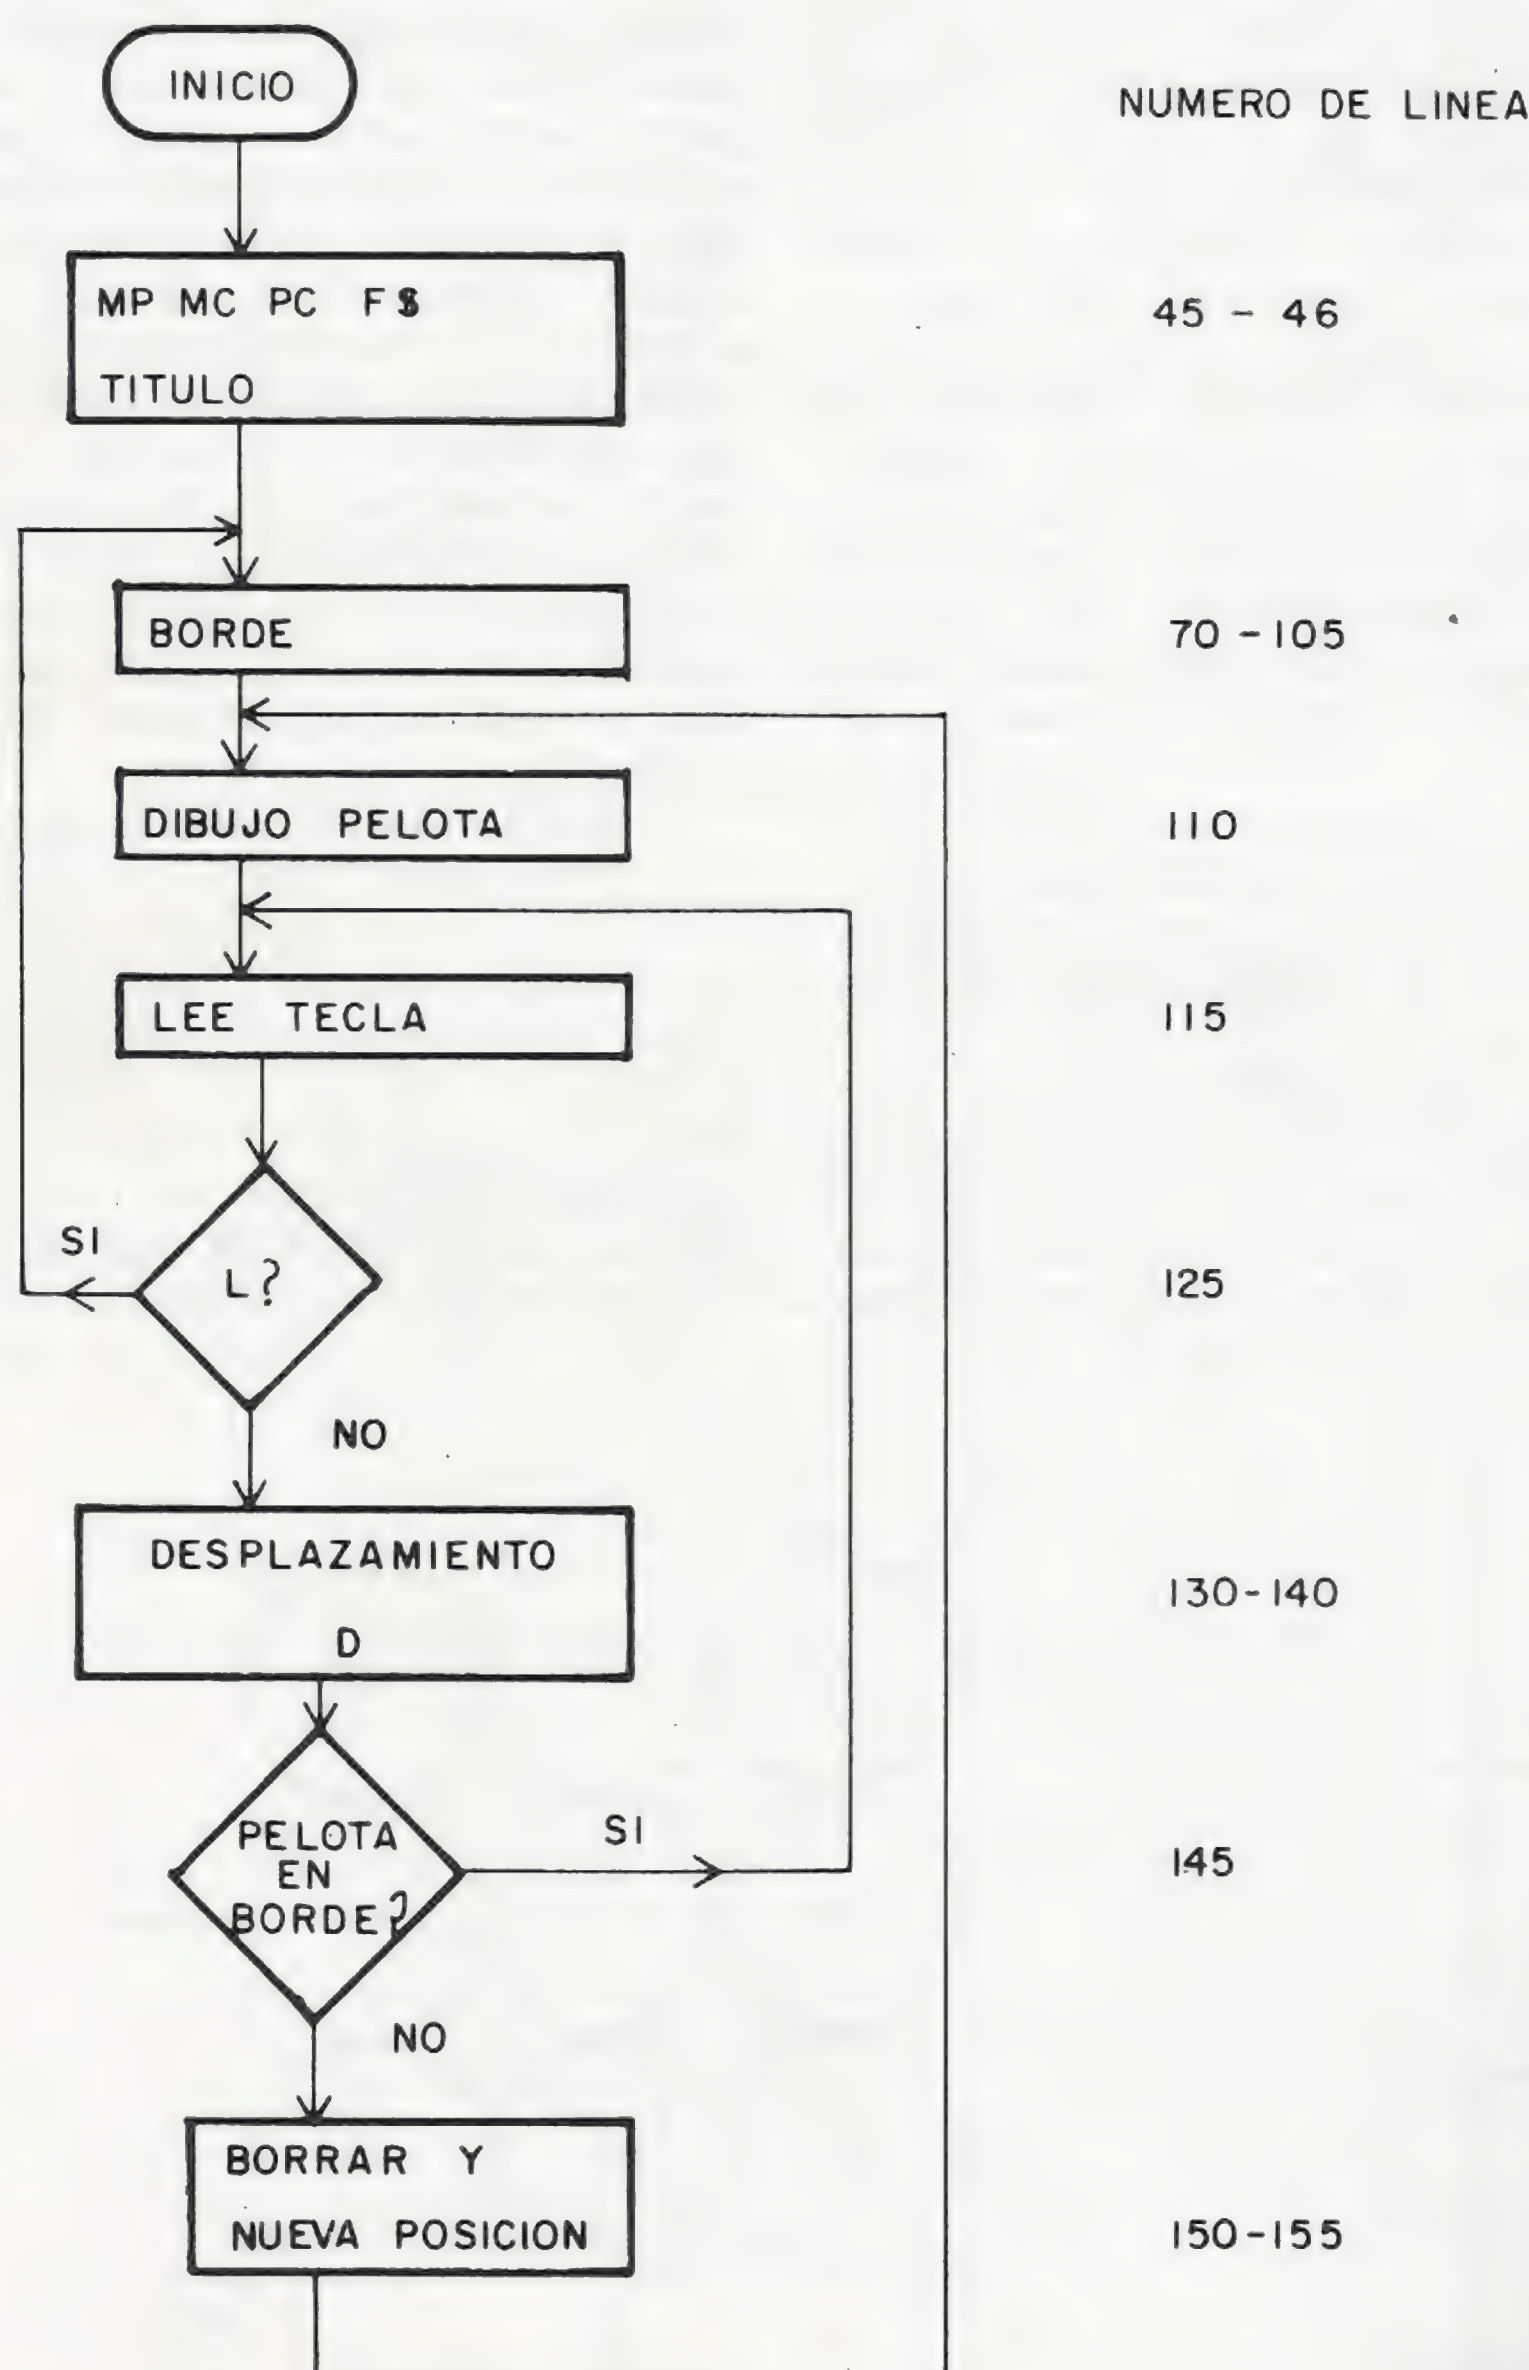 INICIO
NUMERO DE LINEA
MP MC PC F$
TITULO
45 - 46
BORDE
70 - 105
DIBUJO PELOTA
110
LEE TECLA
115
SI
L?
125
NO
DESPLAZAMIENTO
D
130-140
PELOTA
EN
BORDE?
SI
145
NO
BORRAR Y
NUEVA POSICION
150-155